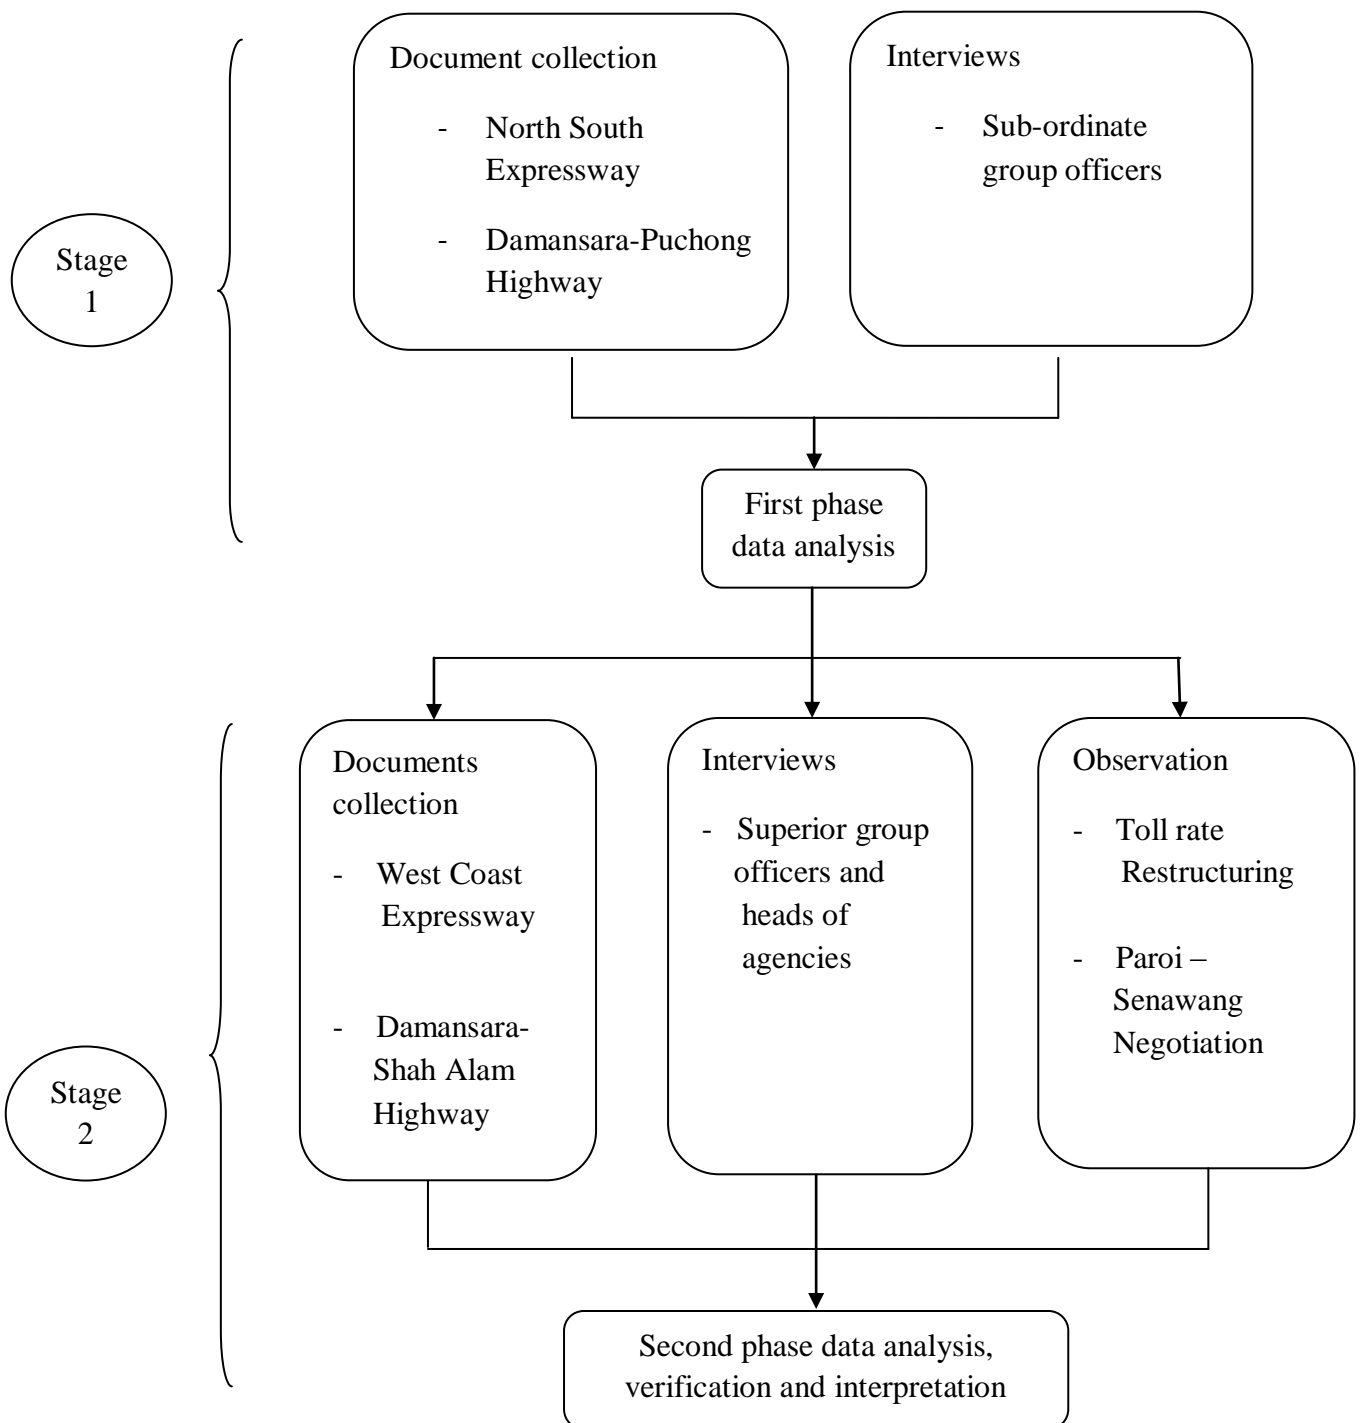 Document collection
- North South
Expressway
- Damansara-Puchong
Highway
Interviews
- Sub-ordinate
group officers
Stage
1
First phase
data analysis
Documents
collection
- West Coast
Expressway
- Damansara-
Shah Alam
Highway
Interviews
- Superior group
officers and
heads of
agencies
Observation
- Toll rate
Restructuring
- Paroi –
Senawang
Negotiation
Stage
2
Second phase data analysis,
verification and interpretation